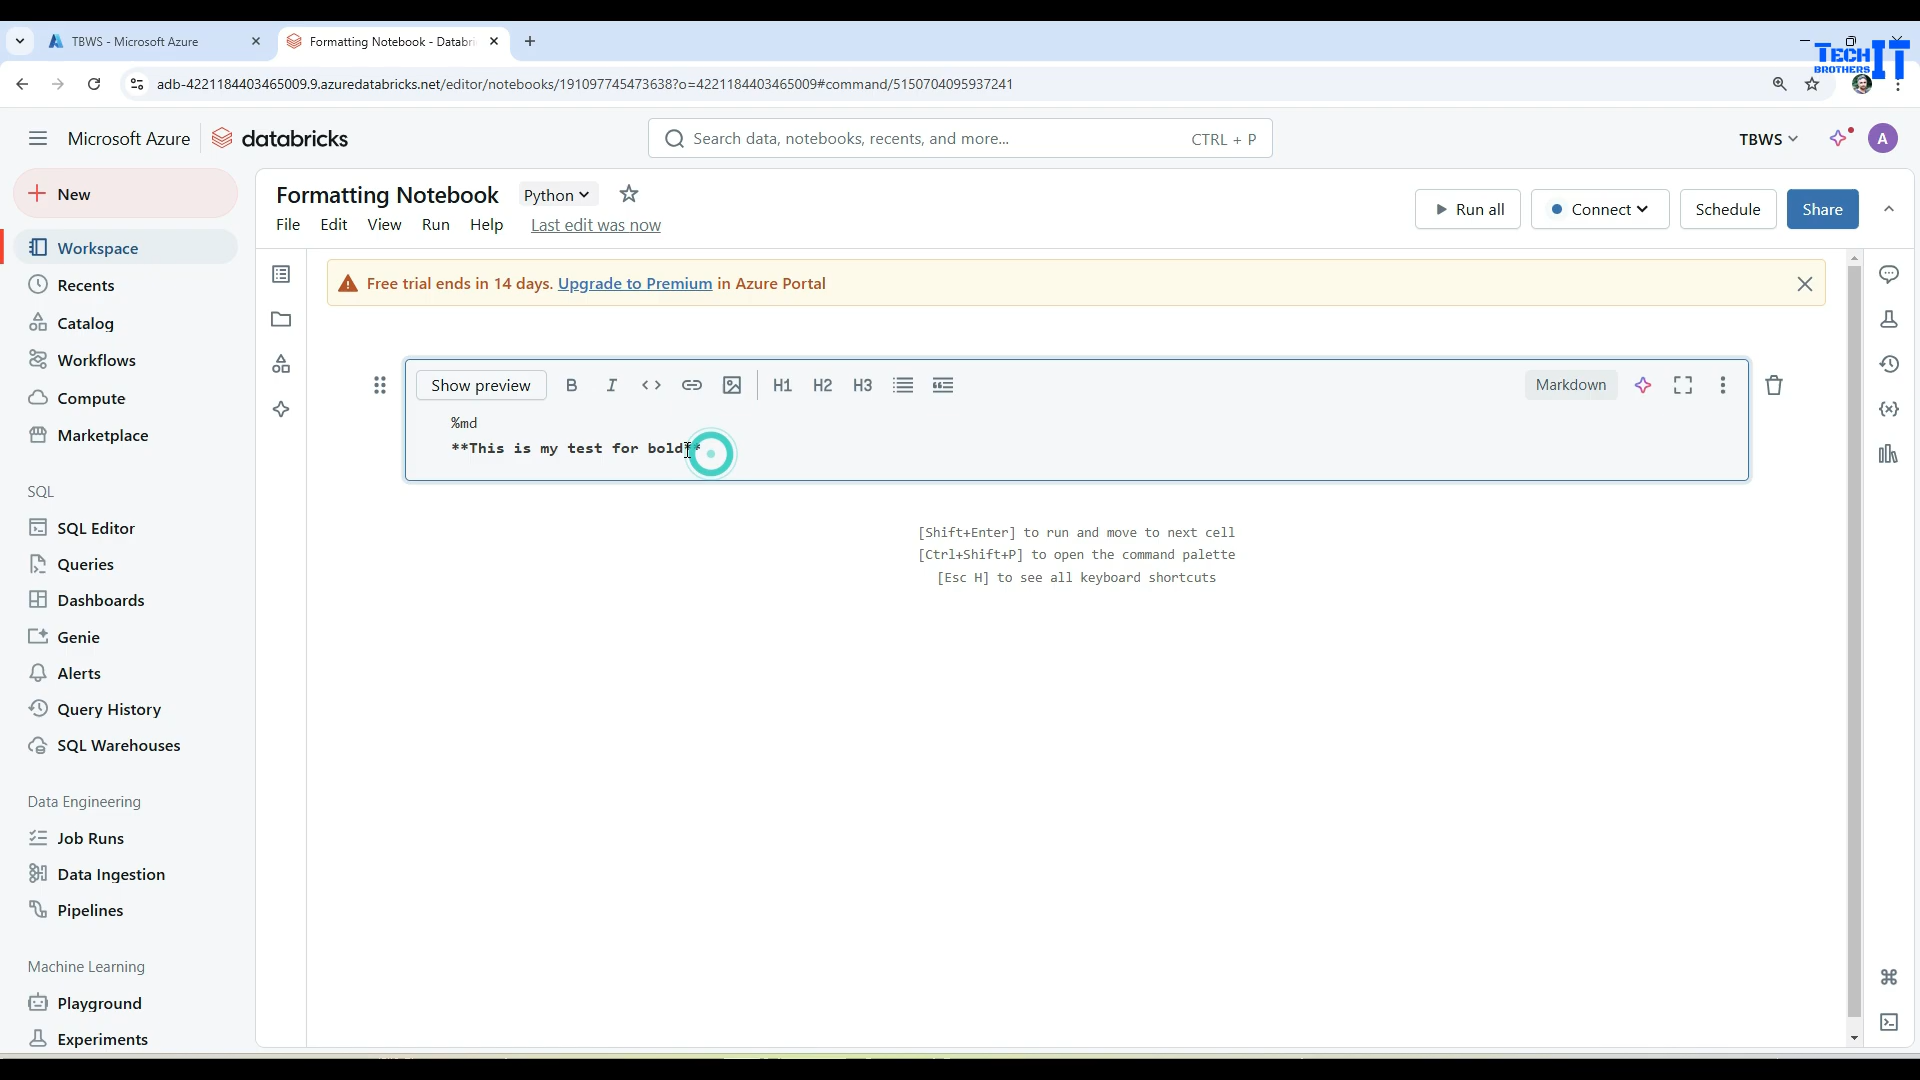 TBWS - Microsoft Azure
Formatting Notebook - Databri
TECH IT
BROTHERS
adb-4221184403465009.9.azuredatabricks.net/editor/notebooks/191097745473638?o=4221184403465009#command/5150704095937241
Microsoft Azure
databricks
Search data, notebooks, recents, and more...
CTRL + P
TBWS
A
New
Workspace
Recents
Catalog
Workflows
Compute
Marketplace
SQL
SQL Editor
Queries
Dashboards
Genie
Alerts
Query History
SQL Warehouses
Data Engineering
Job Runs
Data Ingestion
Pipelines
Machine Learning
Playground
Experiments
Formatting Notebook
Python
File
Edit
View
Run
Help
Last edit was now
Run all
Connect
Schedule
Share
Free trial ends in 14 days. Upgrade to Premium in Azure Portal
Show preview
B
I
H1
H2
H3
Markdown
%md
**This is my test for bold**
[Shift+Enter] to run and move to next cell
[Ctrl+Shift+P] to open the command palette
[Esc H] to see all keyboard shortcuts